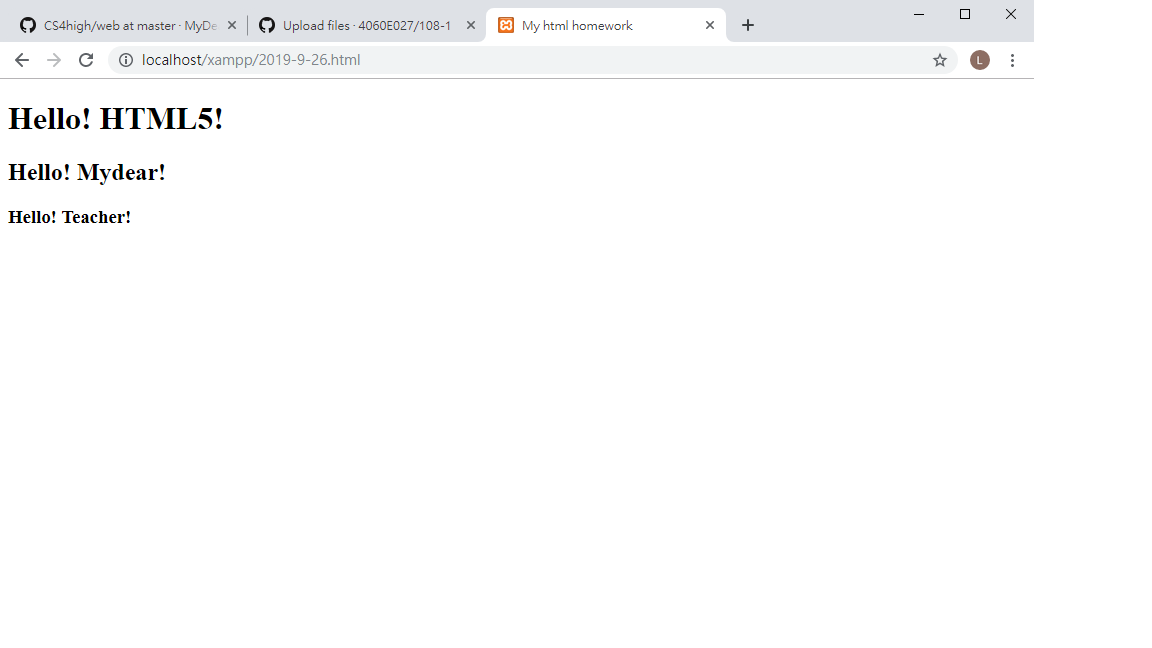 CS4high/web at master · MyDe
Upload files · 4060E027/108-1
My html homework
localhost/xampp/2019-9-26.html
L
Hello! HTML5!
Hello! Mydear!
Hello! Teacher!